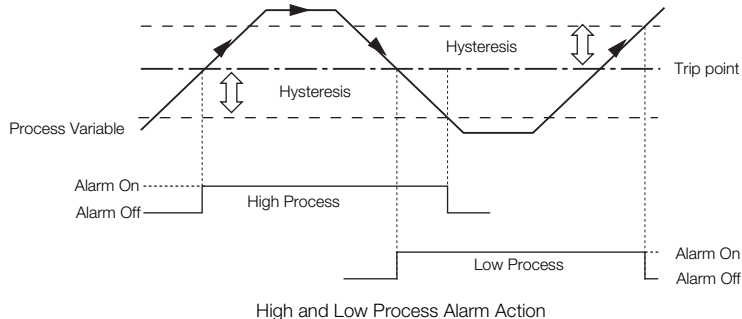 Hysteresis
Trip point
Hysteresis
Process Variable
Alarm On
High Process
Alarm Off
Alarm On
Low Process
Alarm Off
High and Low Process Alarm Action